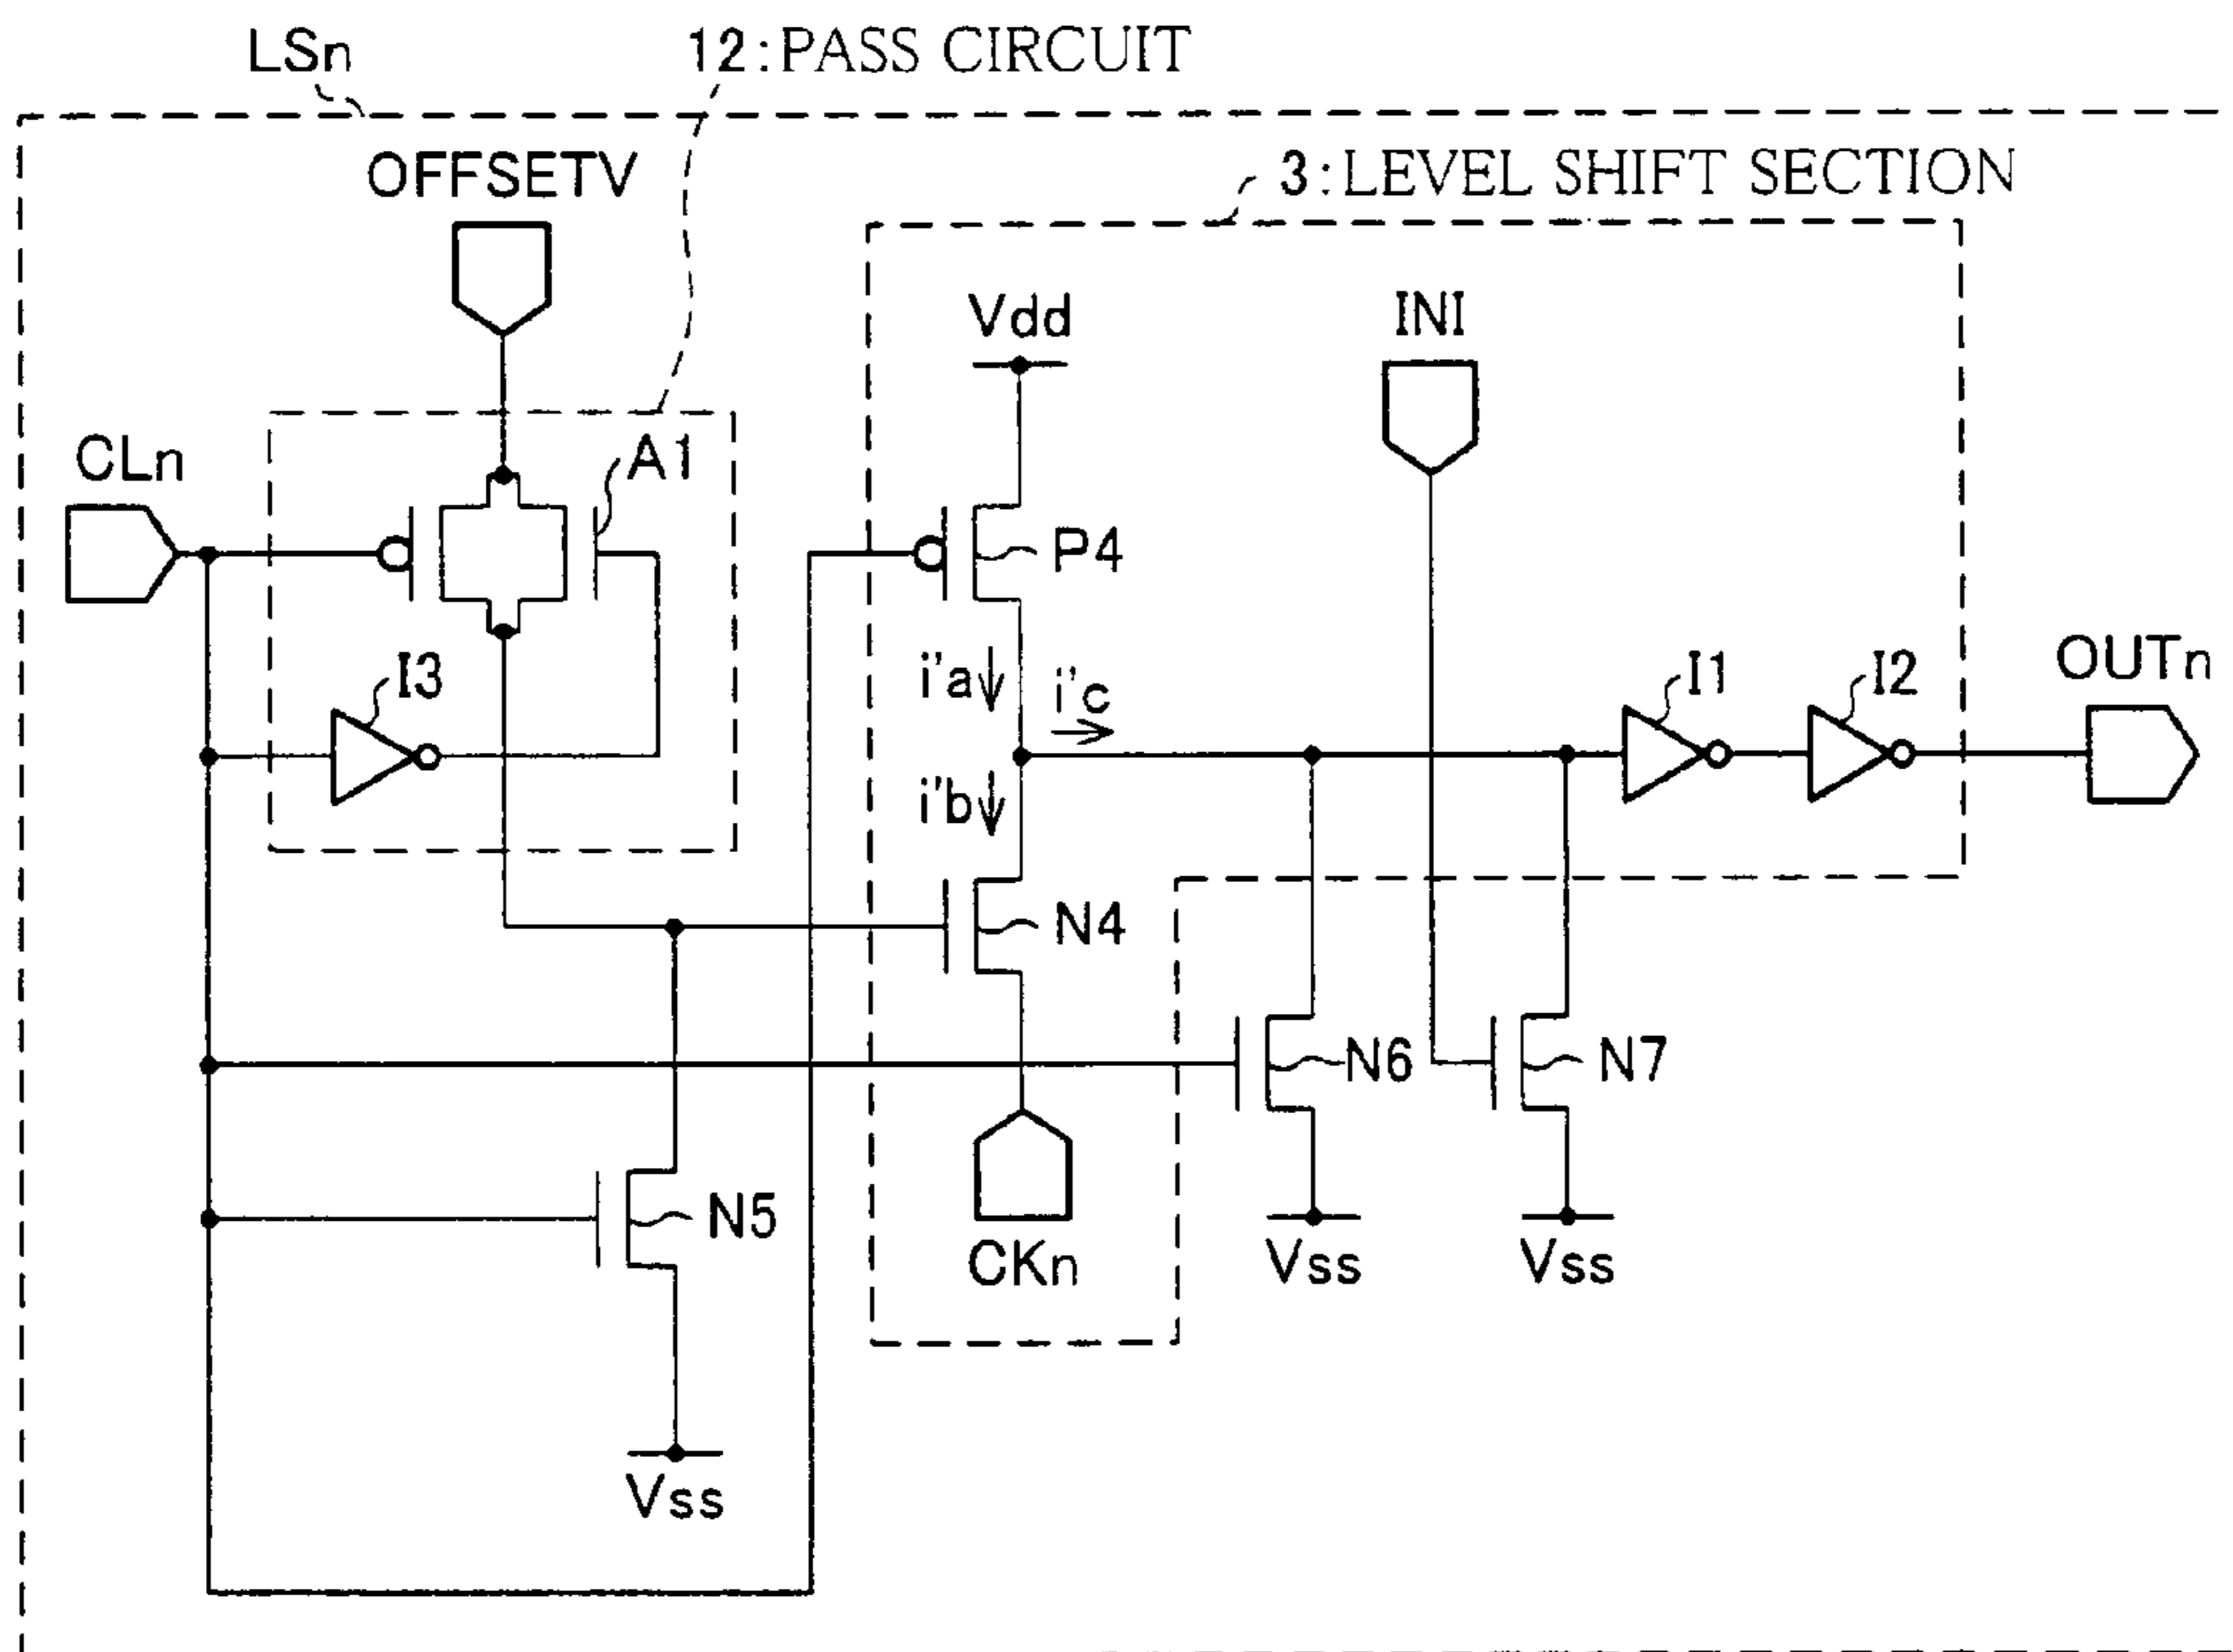 LSn
12:PASS CIRCUIT
OFFSETV
3:LEVEL SHIFT SECTION
Vdd
INI
CLn
A1
P4
I3
i'a
i'c
I1
I2
OUTn
i'b
N4
N6
N7
N5
CKn
Vss
Vss
Vss